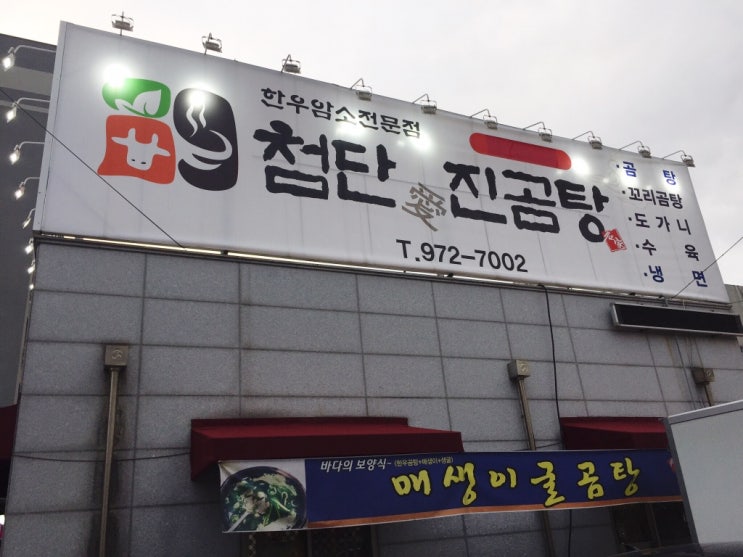 한우암소전문점
첨단 愛 진곰탕
T.972-7002
·곰 탕
·꼬리곰탕
·도가니
·수 육
·냉 면
바다의 보양식~ (한우곰탕+매생이+생굴)
매생이굴곰탕